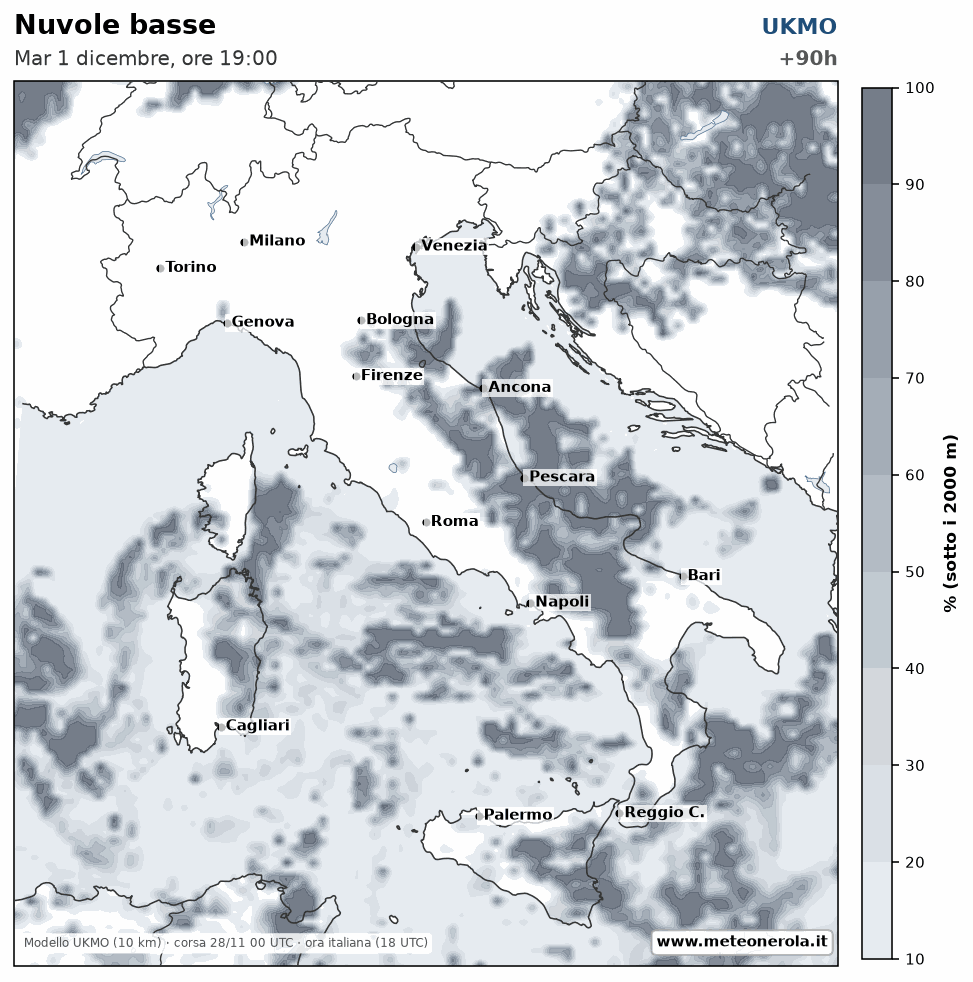 Nuvole basse
UKMO
Mar 1 dicembre, ore 19:00
+90h
100
90
80
70
60
50
40
30
20
10
% (sotto i 2000 m)
Venezia
Milano
Torino
Genova
Bologna
Firenze
Ancona
Pescara
Roma
Bari
Napoli
Cagliari
Palermo
Reggio C.
Modello UKMO (10 km) · corsa 28/11 00 UTC · ora italiana (18 UTC)
www.meteonerola.it